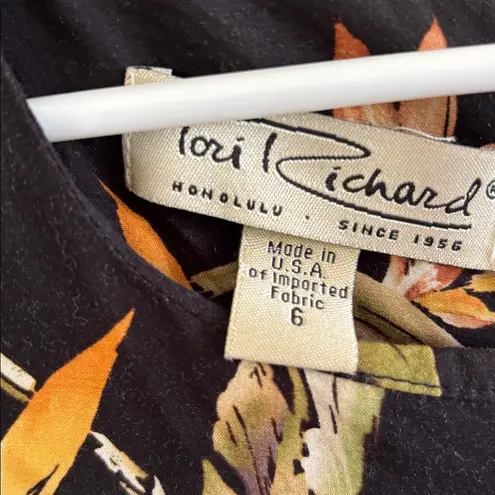 Tori Richard®
HONOLULU · SINCE 1956
Made in
U.S.A.
of Imported
Fabric
6